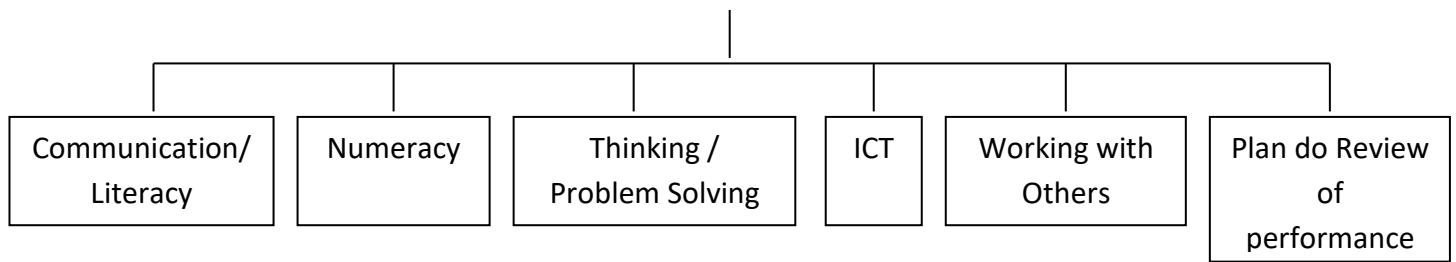 Communication/
Literacy
Numeracy
Thinking /
Problem Solving
ICT
Working with
Others
Plan do Review
of
performance